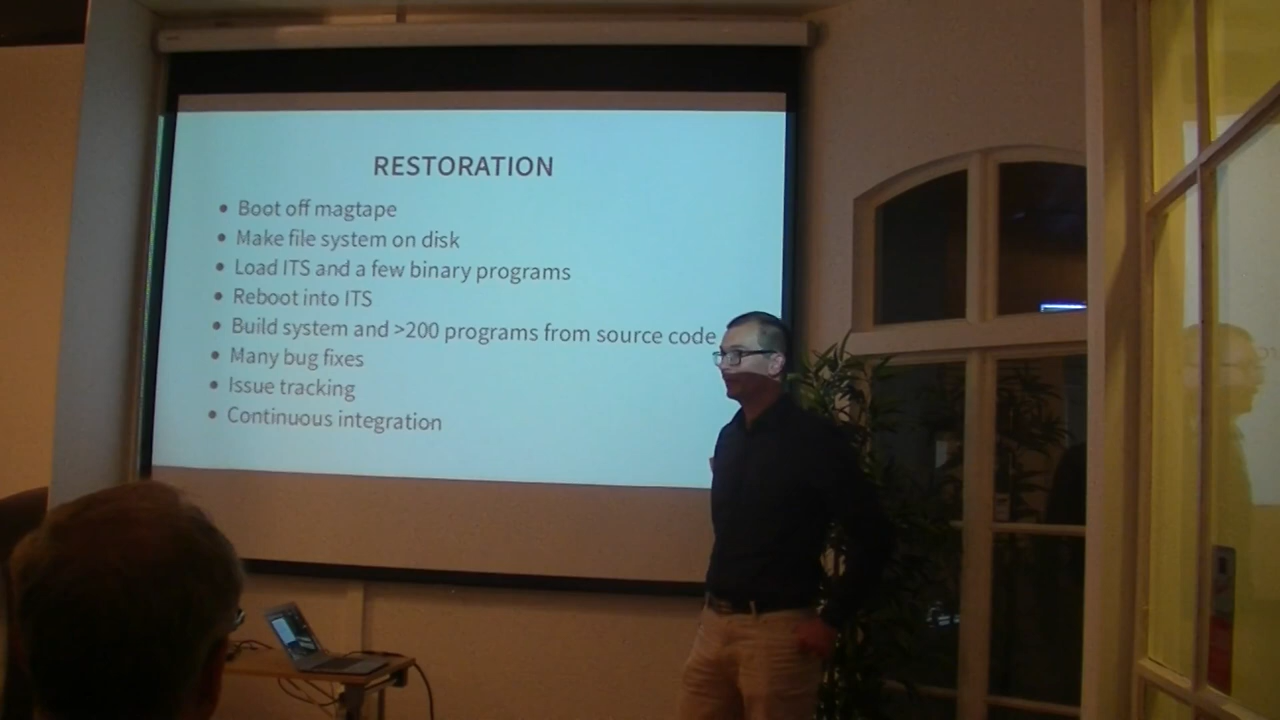 RESTORATION
• Boot off magtape
• Make file system on disk
• Load ITS and a few binary programs
• Reboot into ITS
• Build system and >200 programs from source code
• Many bug fixes
• Issue tracking
• Continuous integration